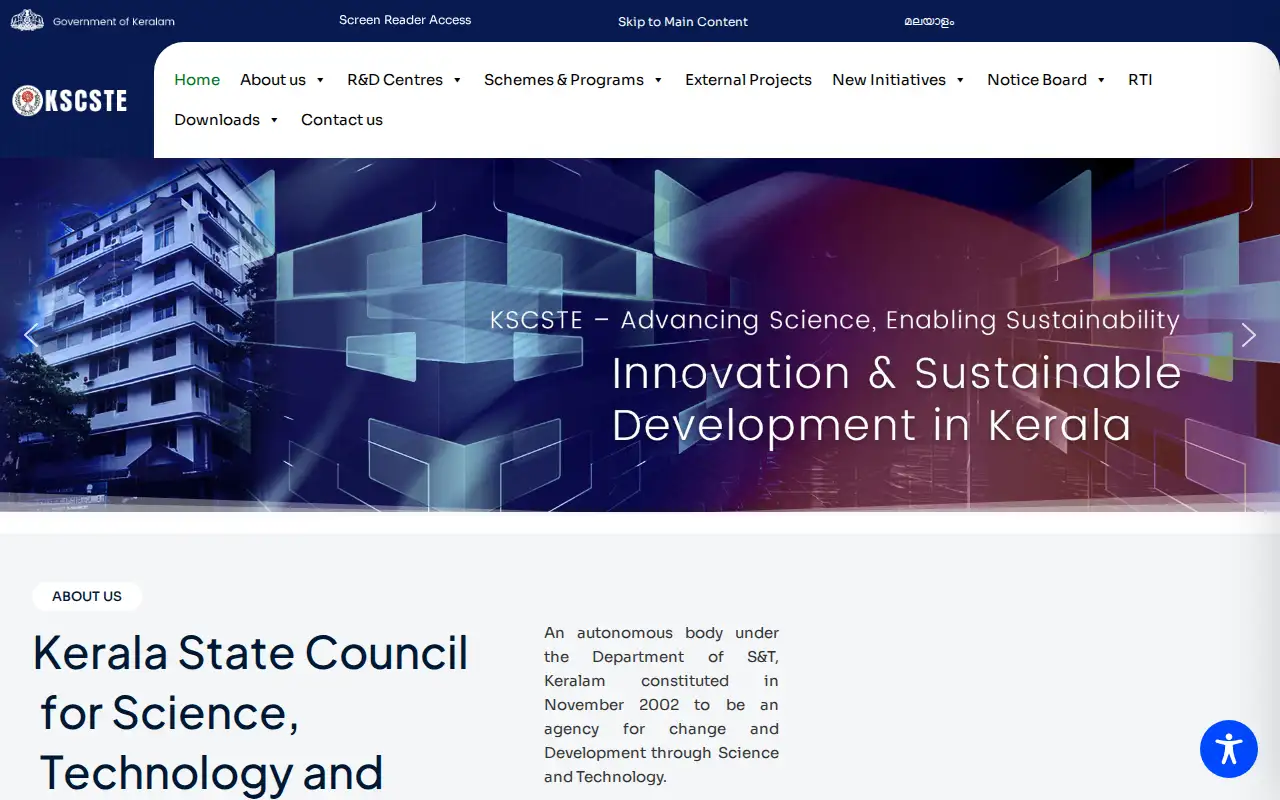 Government of Keralam
Screen Reader Access
Skip to Main Content
മലയാളം
KSCSTE
Home
About us
R&D Centres
Schemes & Programs
External Projects
New Initiatives
Notice Board
RTI
Downloads
Contact us
KSCSTE – Advancing Science, Enabling Sustainability
Innovation & Sustainable
Development in Kerala
ABOUT US
Kerala State Council
for Science,
Technology and
An autonomous body under
the Department of S&T,
Keralam constituted in
November 2002 to be an
agency for change and
Development through Science
and Technology.